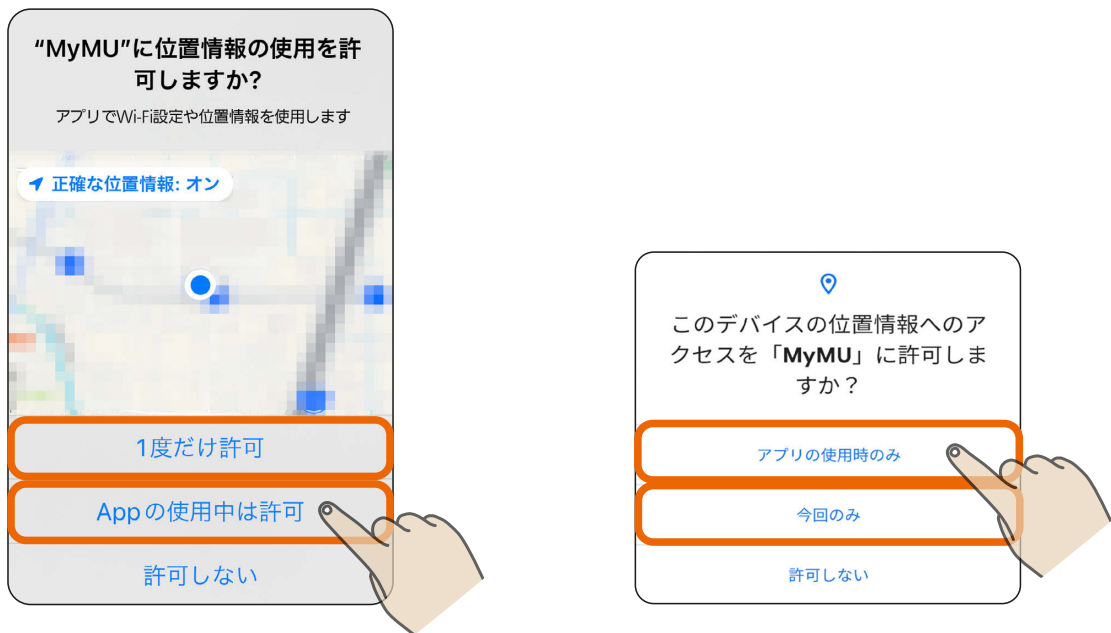 “MyMU”に位置情報の使用を許
可しますか?
アプリでWi-Fi設定や位置情報を使用します
正確な位置情報: オン
1度だけ許可
Appの使用中は許可
許可しない
このデバイスの位置情報へのア
クセスを「MyMU」に許可しま
すか？
アプリの使用時のみ
今回のみ
許可しない